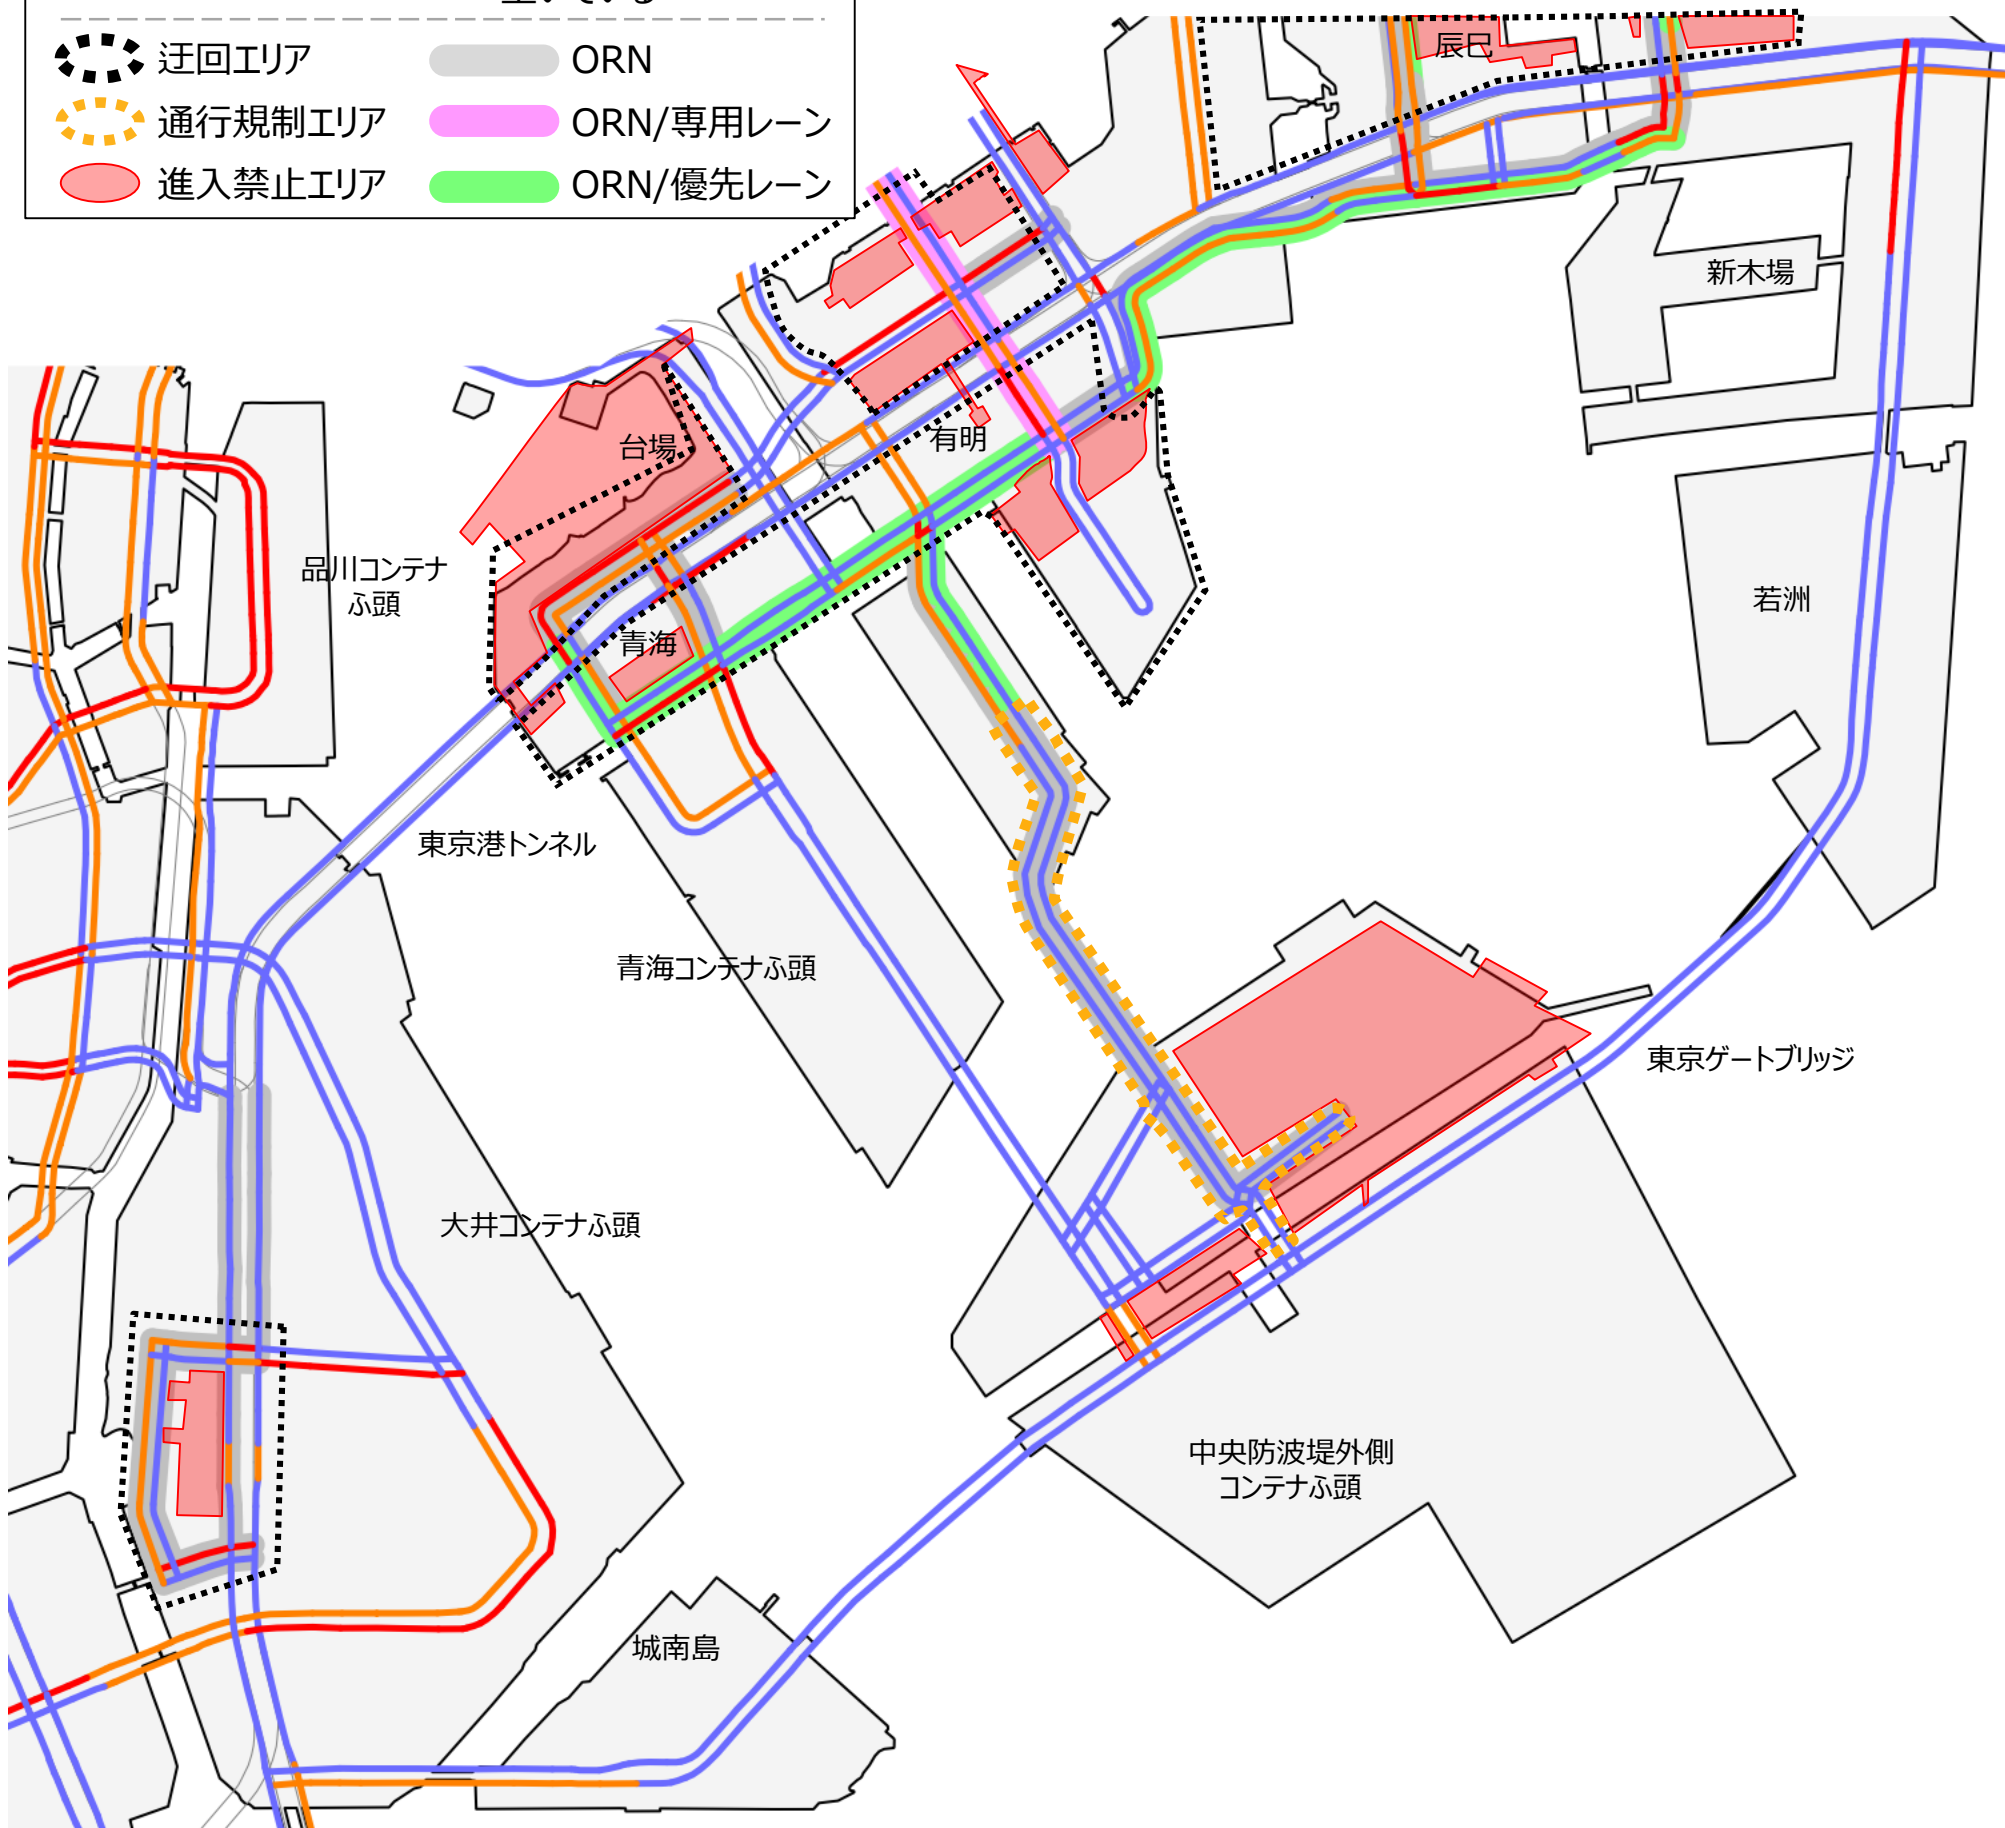 空いている
迂回エリア
ORN
通行規制エリア
ORN/専用レーン
進入禁止エリア
ORN/優先レーン
辰巳
新木場
有明
台場
品川コンテナ
ふ頭
若洲
青海
東京港トンネル
青海コンテナふ頭
東京ゲートブリッジ
大井コンテナふ頭
中央防波堤外側
コンテナふ頭
城南島